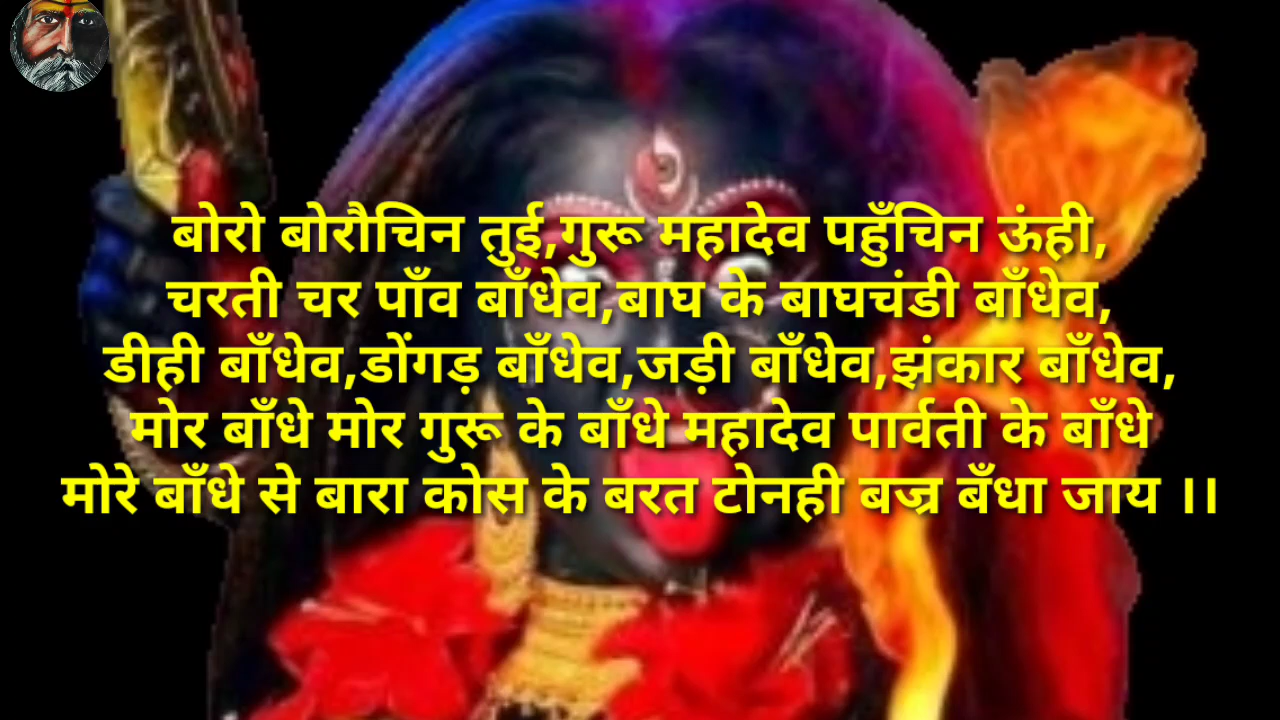 बोरो बोरौचिन तुई,गुरू महादेव पहुँचिन ऊंही,
चरती चर पाँव बाँधेव,बाघ के बाघचंडी बाँधेव,
डीही बाँधेव,डोंगड़ बाँधेव,जड़ी बाँधेव,झंकार बाँधेव,
मोर बाँधे मोर गुरू के बाँधे महादेव पार्वती के बाँधे
मोरे बाँधे से बारा कोस के बरत टोनही बज्र बँधा जाय ।।